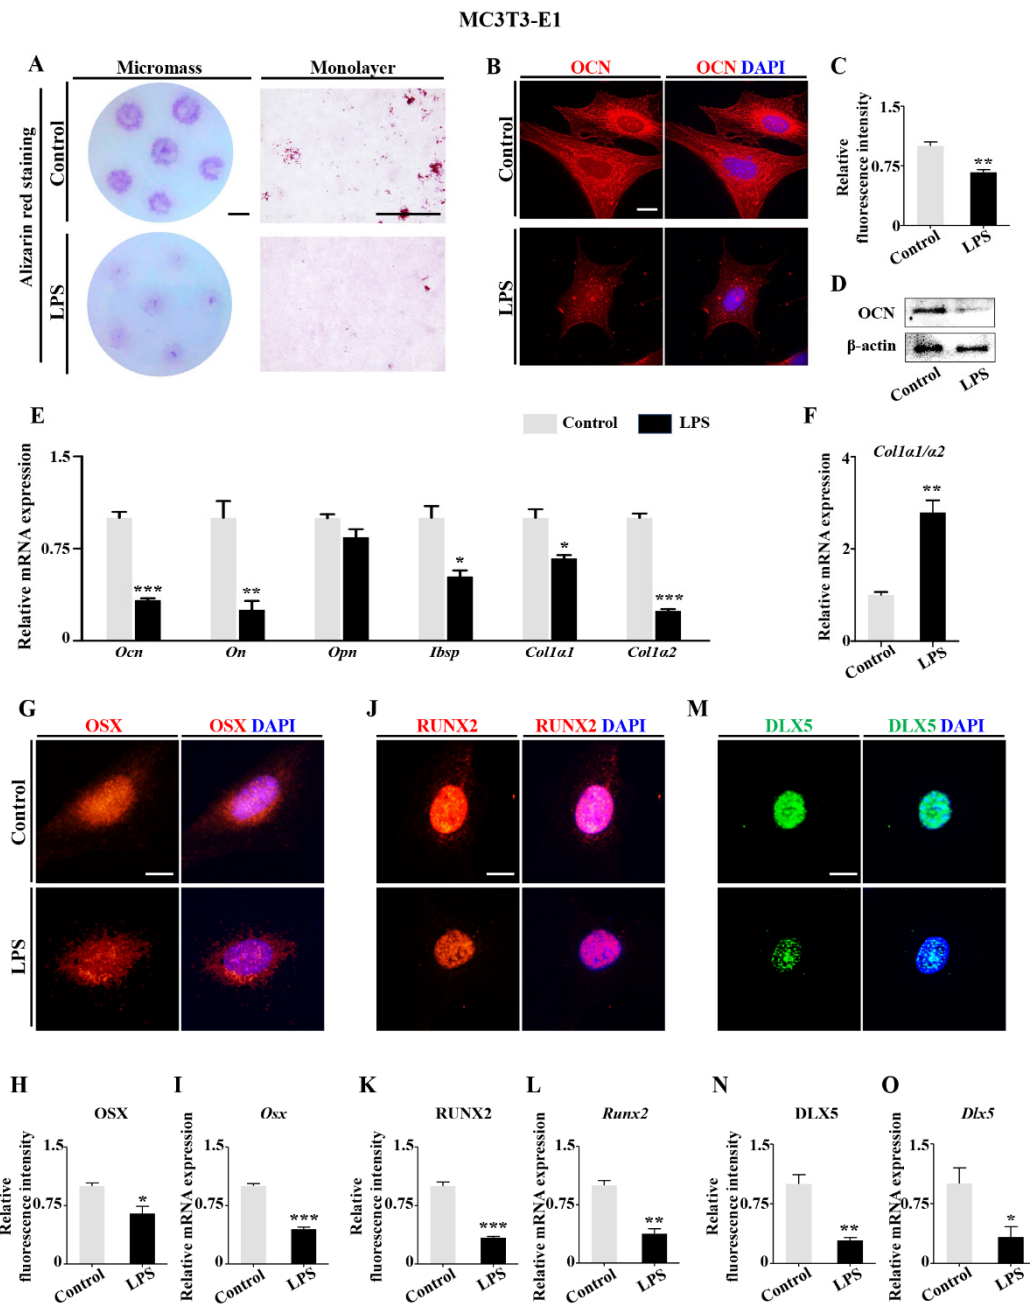 MC3T3-E1
A
Micromass
Monolayer
Alizarin red staining
Control
LPS
B
OCN
OCN DAPI
Control
LPS
C
Relative
fluorescence intensity
1.5
0.75
0
**
Control
LPS
D
OCN
β-actin
Control
LPS
E
Control
LPS
Relative mRNA expression
1.5
0.75
0
***
**
*
*
***
Ocn
On
Opn
Ibsp
Col1α1
Col1α2
F
Col1α1/α2
Relative mRNA expression
4
2
0
**
Control
LPS
G
OSX
OSX DAPI
Control
LPS
J
RUNX2
RUNX2 DAPI
M
DLX5
DLX5 DAPI
H
OSX
Relative
fluorescence intensity
1.5
0.75
0
*
Control
LPS
I
Osx
Relative mRNA expression
1.5
0.75
0
***
Control
LPS
K
RUNX2
Relative
fluorescence intensity
1.5
0.75
0
***
Control
LPS
L
Runx2
Relative mRNA expression
1.5
0.75
0
**
Control
LPS
N
DLX5
Relative
fluorescence intensity
1.5
0.75
0
**
Control
LPS
O
Dlx5
Relative mRNA expression
1.5
0.75
0
*
Control
LPS